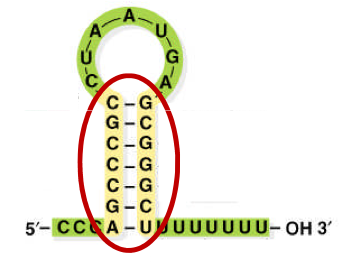 A A
A U
U G
C A
C – G
G – C
C – G
C – G
C – G
G – C
5′– CCCA – UUUUUUUU – OH 3′